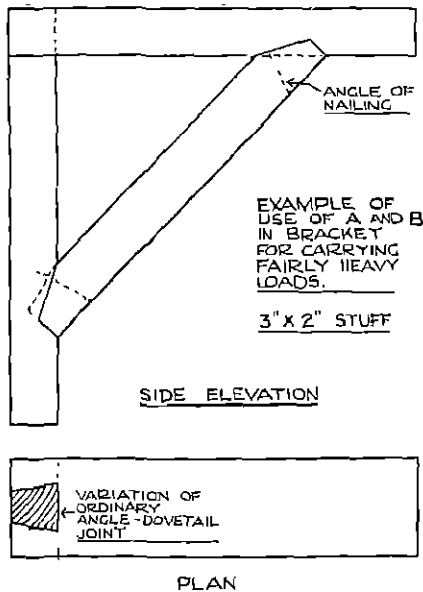 ANGLE OF
NAILING
EXAMPLE OF
USE OF A AND B
IN BRACKET
FOR CARRYING
FAIRLY HEAVY
LOADS.
3" X 2" STUFF
SIDE ELEVATION
VARIATION OF
ORDINARY
ANGLE-DOVETAIL
JOINT
PLAN